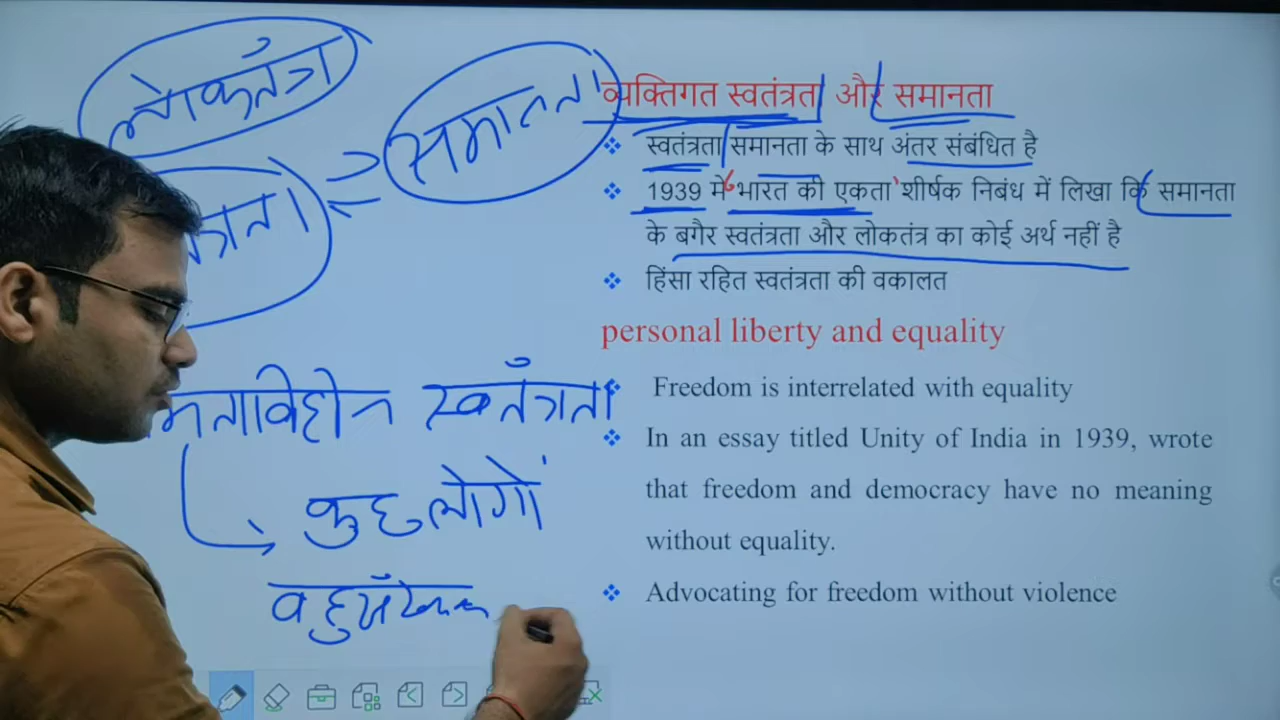 लोकतंत्र
समानता
व्यक्तिगत स्वतंत्रता और समानता
स्वतंत्रता समानता के साथ अंतर संबंधित है
1939 में 'भारत की एकता' शीर्षक निबंध में लिखा कि समानता
के बगैर स्वतंत्रता और लोकतंत्र का कोई अर्थ नहीं है
हिंसा रहित स्वतंत्रता की वकालत
personal liberty and equality
Freedom is interrelated with equality
In an essay titled Unity of India in 1939, wrote
that freedom and democracy have no meaning
without equality.
Advocating for freedom without violence
स्वतंत्रता
कुछ लोगों